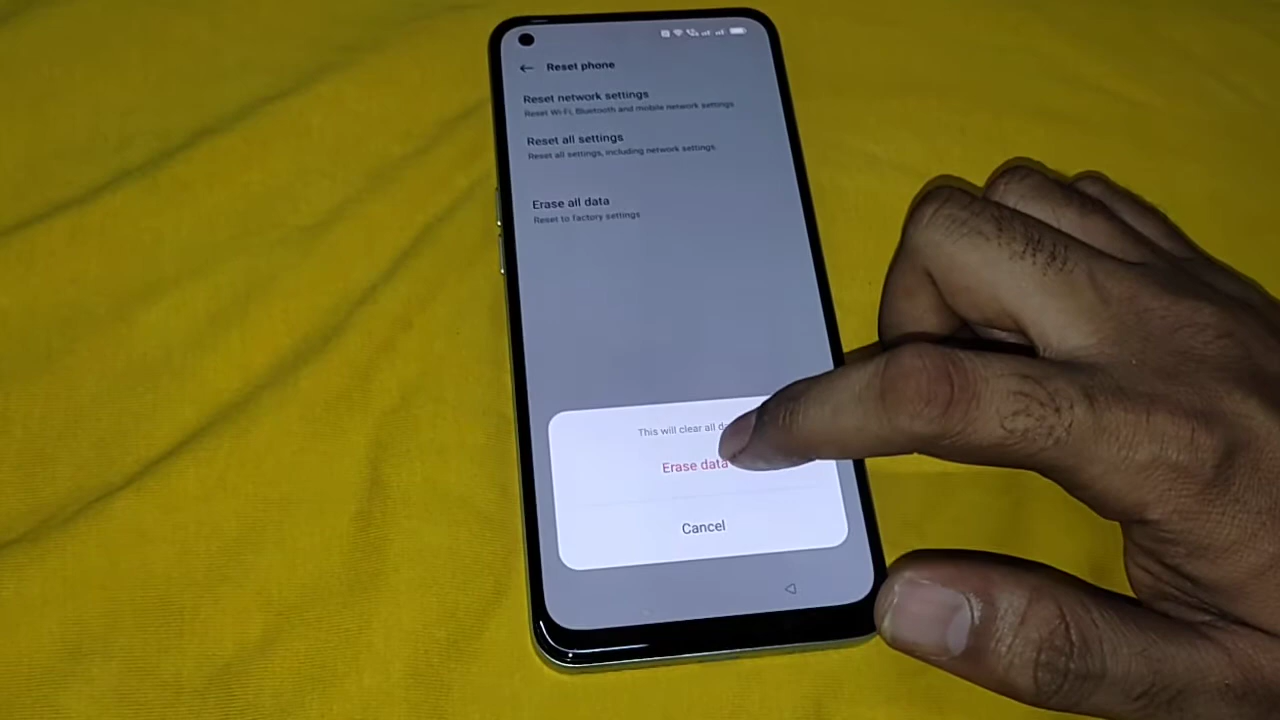 Reset phone
Reset network settings
Reset Wi-Fi, Bluetooth and mobile network settings
Reset all settings
Reset all settings, including network settings.
Erase all data
Reset to factory settings
This will clear all
Erase data
Cancel